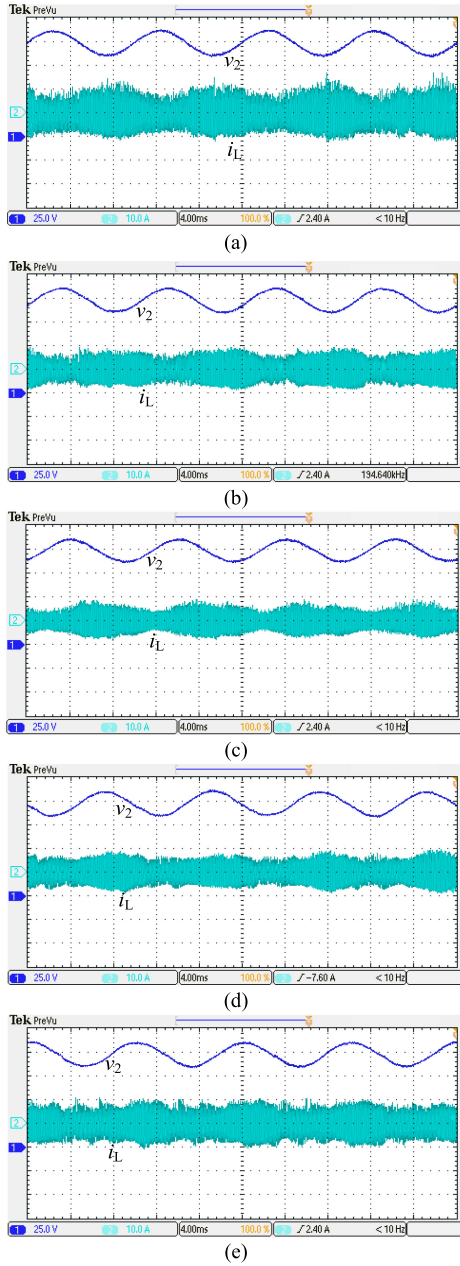 Tek PreVu
v2
2
1
iL
1 25.0 V 2 10.0 A 4.00ms 100.0 % 2 2.40 A < 10 Hz
(a)
Tek PreVu
v2
2
iL
1
1 25.0 V 2 10.0 A 4.00ms 100.0 % 2 2.40 A 194.640kHz
(b)
Tek PreVu
v2
2
iL
1
1 25.0 V 2 10.0 A 4.00ms 100.0 % 2 2.40 A < 10 Hz
(c)
Tek PreVu
v2
2
iL
1
1 25.0 V 2 10.0 A 4.00ms 100.0 % 2 -7.60 A < 10 Hz
(d)
Tek PreVu
v2
2
iL
1
1 25.0 V 2 10.0 A 4.00ms 100.0 % 2 2.40 A < 10 Hz
(e)